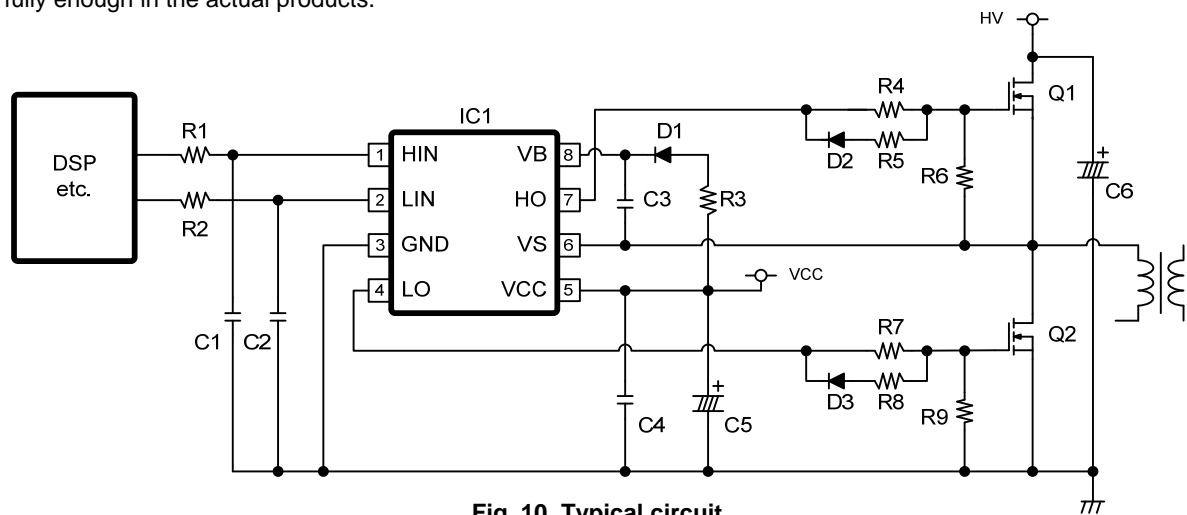 fully enough in the actual products.
HV
R4
Q1
IC1
R1
D1
DSP
etc.
1 HIN VB 8
D2 R5
R6
C6
2 LIN HO 7
C3 R3
R2
3 GND VS 6
VCC
4 LO VCC 5
C1 C2
R7
Q2
D3 R8
R9
C4 C5
Fig. 10 Typical circuit